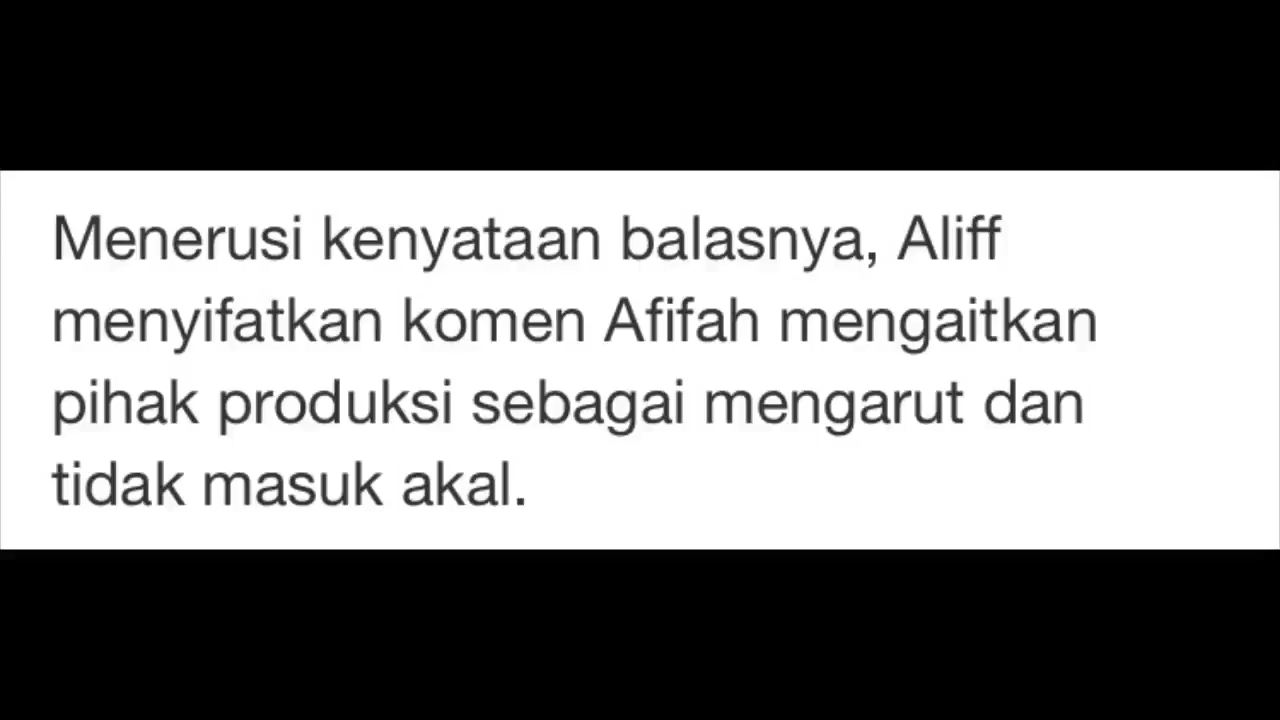 Menerusi kenyataan balasnya, Aliff
menyifatkan komen Afifah mengaitkan
pihak produksi sebagai mengarut dan
tidak masuk akal.